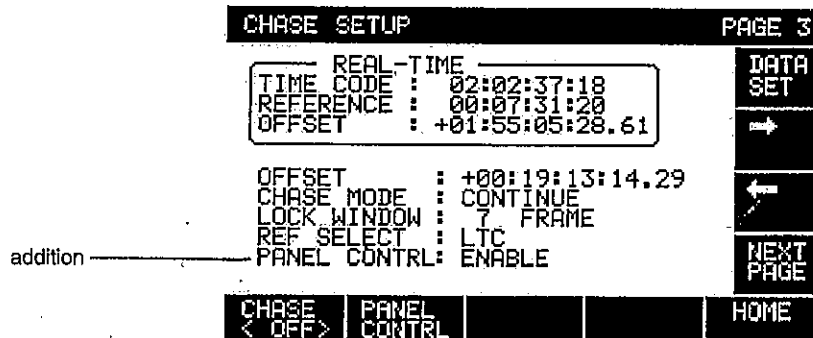 CHASE SETUP PAGE 3
REAL-TIME
TIME CODE : 02:02:37:18
REFERENCE : 00:07:31:20
OFFSET : +01:55:05:28.61
DATA
SET
OFFSET : +00:19:13:14.29
CHASE MODE : CONTINUE
LOCK WINDOW : 7 FRAME
REF SELECT : LTC
addition PANEL CONTRL: ENABLE
NEXT
PAGE
CHASE
< OFF>
PANEL
CONTRL
HOME